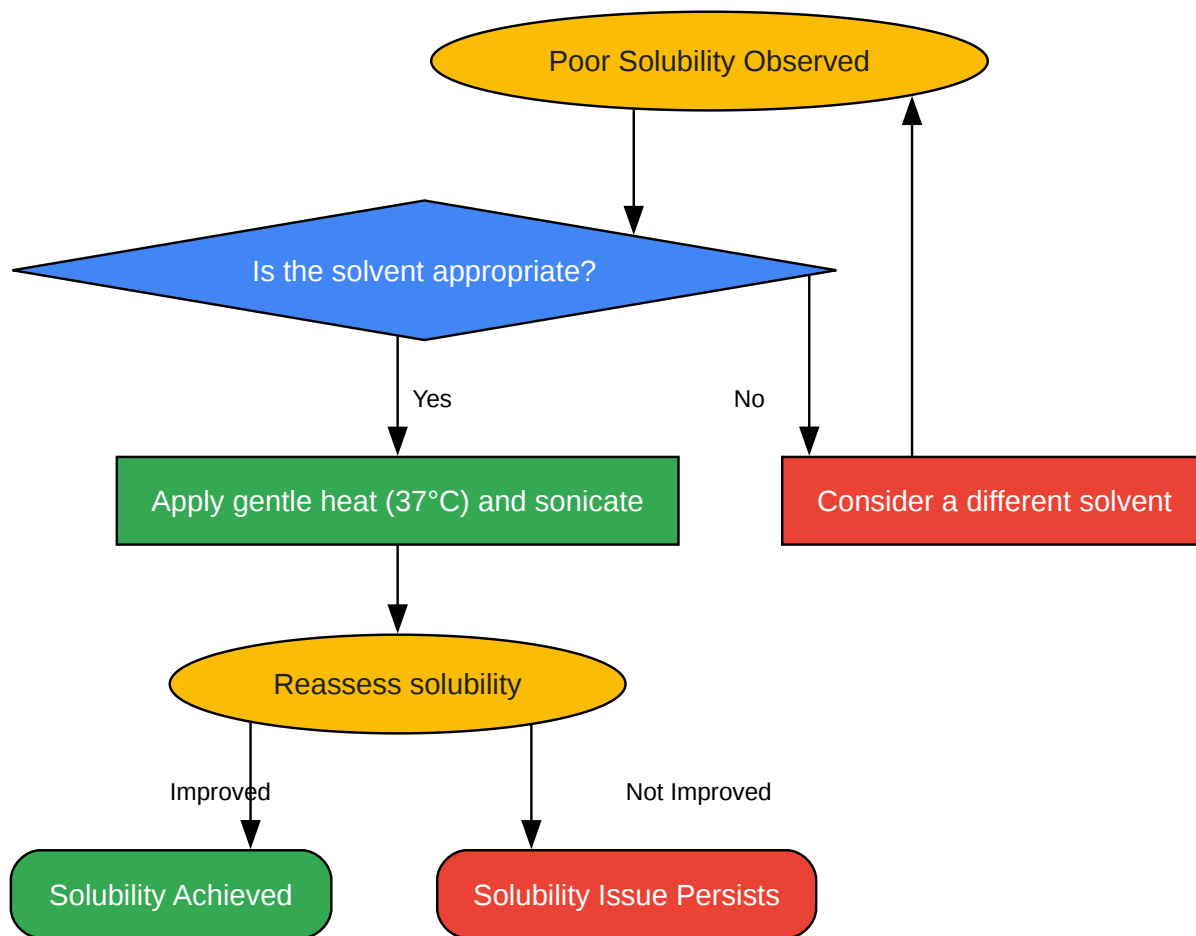 Poor Solubility Observed
Is the solvent appropriate?
Yes
No
Apply gentle heat (37°C) and sonicate
Consider a different solvent
Reassess solubility
Improved
Not Improved
Solubility Achieved
Solubility Issue Persists